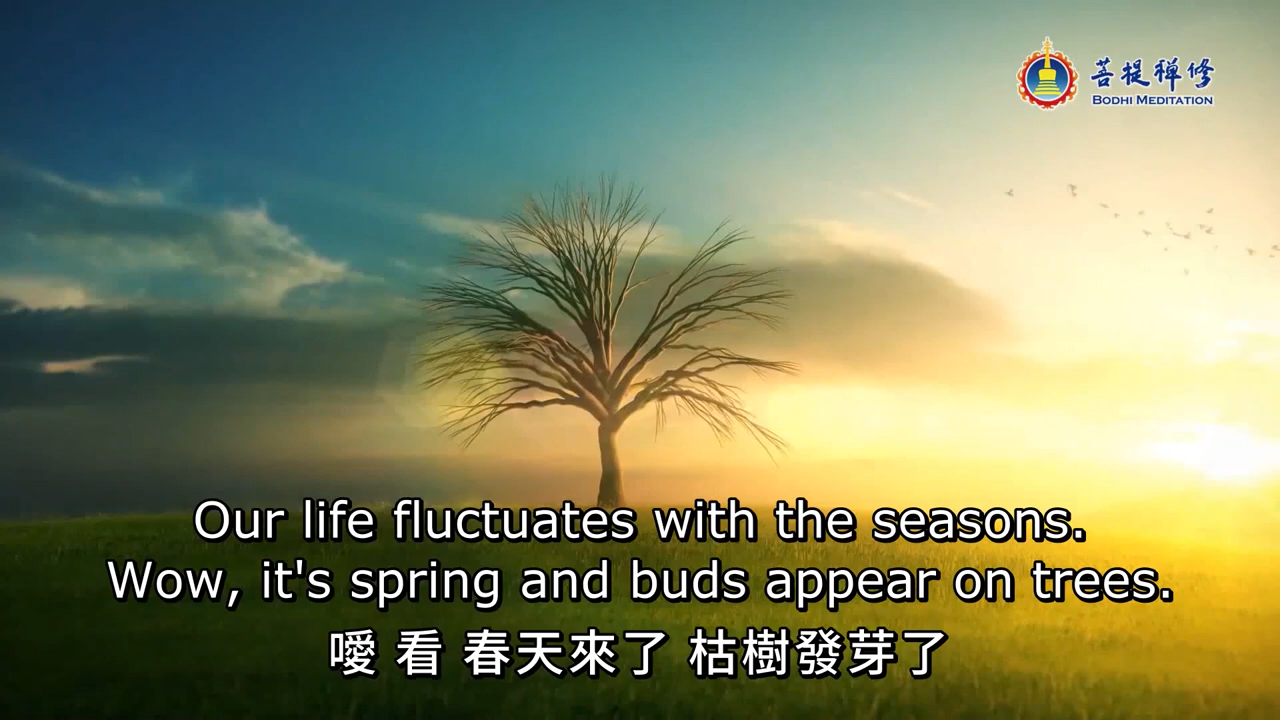 菩提禪修
BODHI MEDITATION
Our life fluctuates with the seasons.
Wow, it's spring and buds appear on trees.
噯 看 春天來了 枯樹發芽了